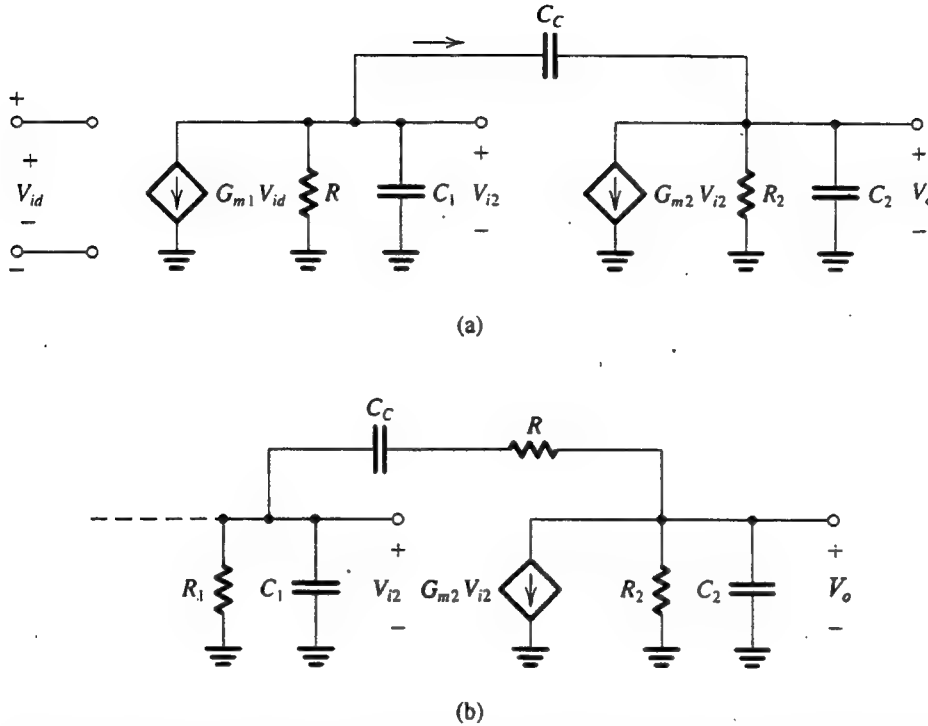 C_C
+
+
V_id
−
−
G_m1 V_id
R
C_1
+
V_i2
−
G_m2 V_i2
R_2
C_2
+
−
(a)
C_C
R
R_1
C_1
+
V_i2
−
G_m2 V_i2
R_2
C_2
+
V_o
−
(b)